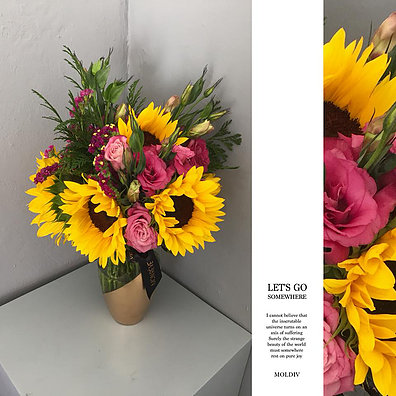 LET'S GO
SOMEWHERE
I cannot believe that
the inscrutable
universe turns on an
axis of suffering
Surely the strange
beauty of the world
must somewhere
rest on pure joy
MOLDIV